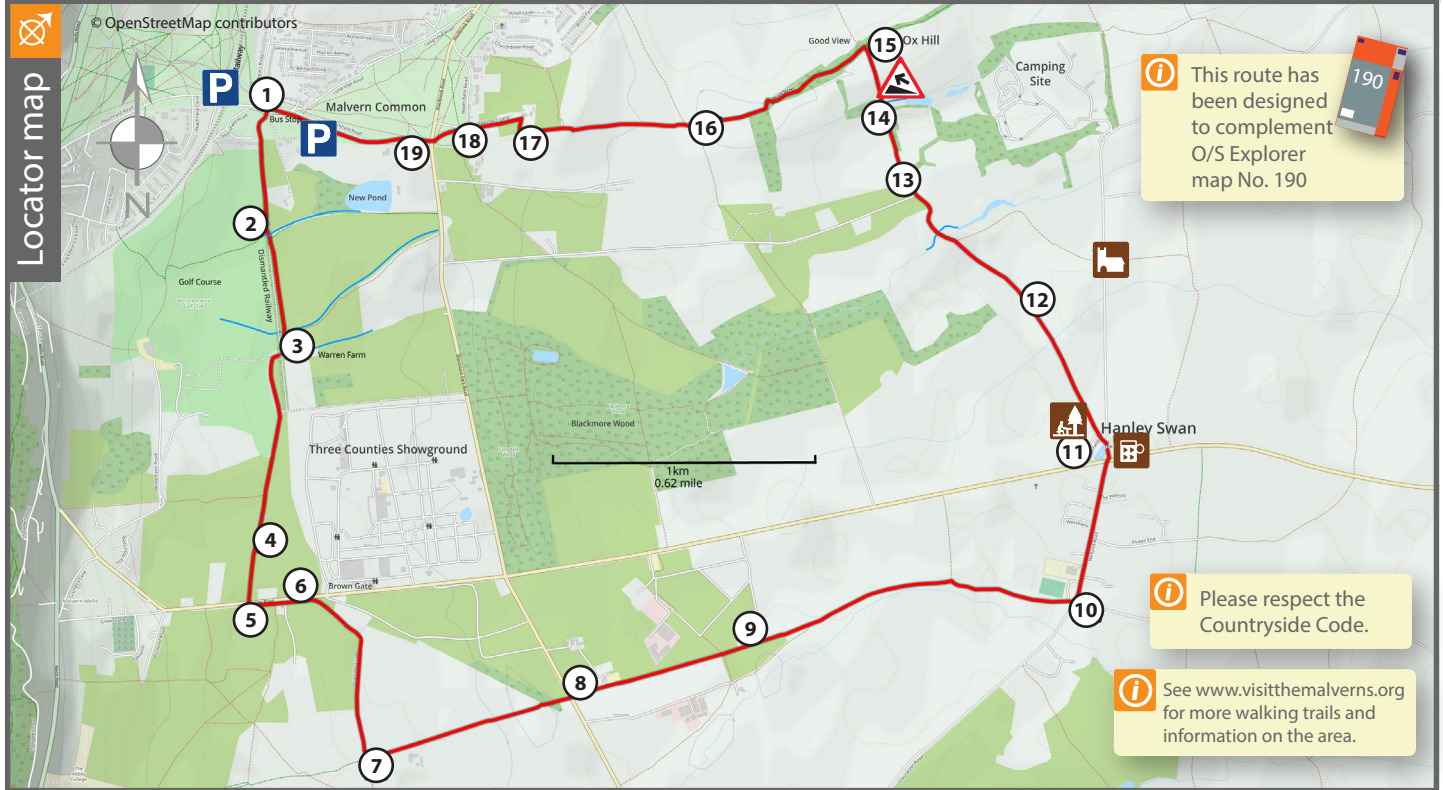 Locator map
© OpenStreetMap contributors
Railway
N
P
P
1
Bus Stop
Malvern Common
2
New Pond
Golf Course
Dismantled Railway
3
Warren Farm
Three Counties Showground
4
5
6
Brown Gate
Malvern Wells
7
8
9
10
11
Hanley Swan
12
13
14
15
Ox Hill
Good View
Camping
Site
16
17
18
19
Blackmore Wood
1km
0.62 mile
This route has
been designed
to complement
O/S Explorer
map No. 190
190
Please respect the
Countryside Code.
See www.visitthemalverns.org
for more walking trails and
information on the area.